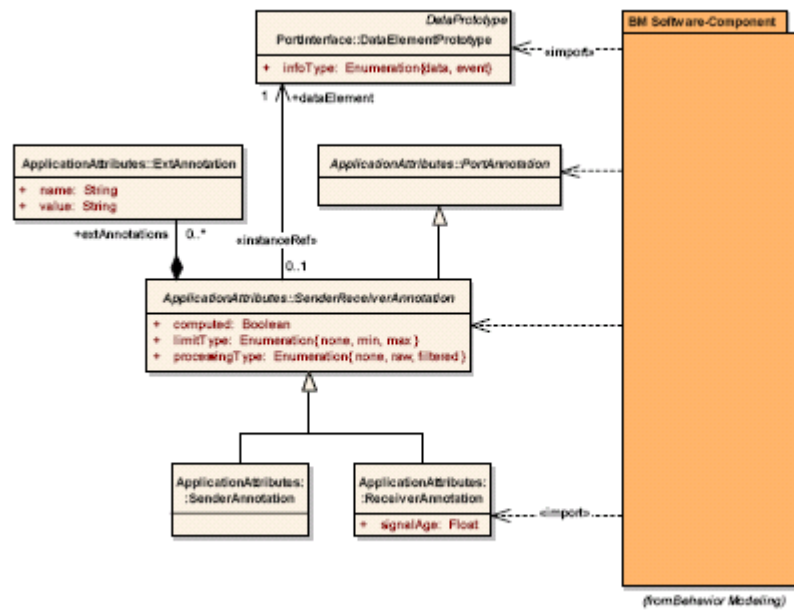 DataPrototype
PortInterface::DataElementPrototype
+ infoType: Enumeration{data, event}
BM Software-Component
«import»
1 +dataElement
ApplicationAttributes::ExtAnnotation
+ name: String
+ value: String
ApplicationAttributes::PortAnnotation
+extAnnotations 0..*
«instanceRef»
0..1
ApplicationAttributes::SenderReceiverAnnotation
+ computed: Boolean
+ limitType: Enumeration{none, min, max}
+ processingType: Enumeration{none, raw, filtered}
ApplicationAttributes:
:SenderAnnotation
ApplicationAttributes:
:ReceiverAnnotation
+ signalAge: Float
«import»
(from Behavior Modeling)